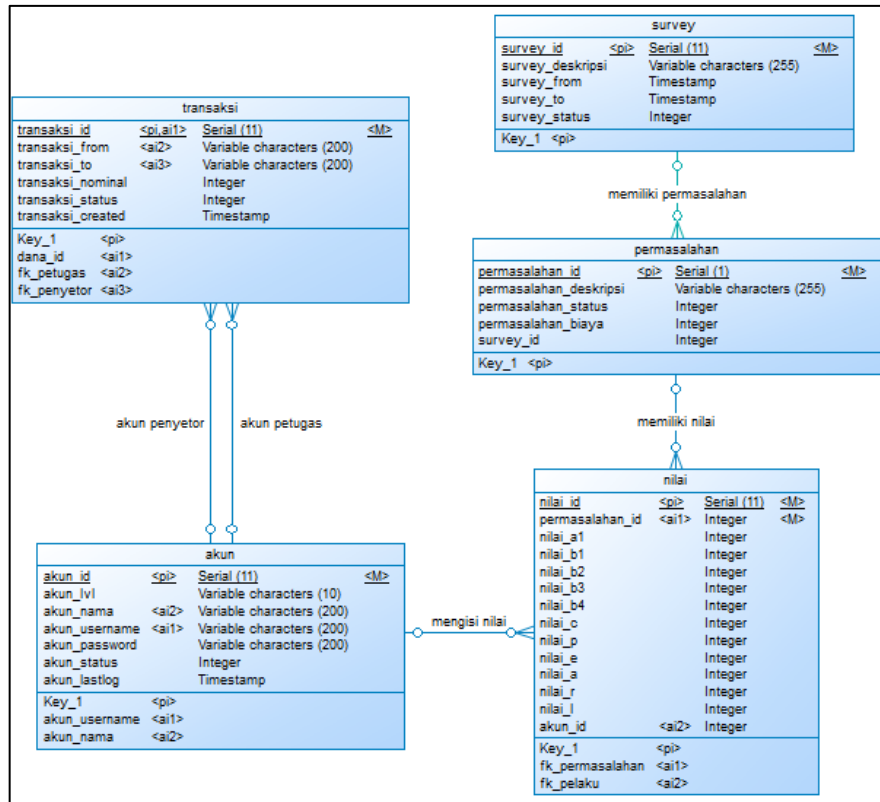 survey
survey_id <pi> Serial (11) <M>
survey_deskripsi Variable characters (255)
survey_from Timestamp
survey_to Timestamp
survey_status Integer
Key_1 <pi>
transaksi
transaksi_id <pi,ai1> Serial (11) <M>
transaksi_from <ai2> Variable characters (200)
transaksi_to <ai3> Variable characters (200)
transaksi_nominal Integer
transaksi_status Integer
transaksi_created Timestamp
Key_1 <pi>
dana_id <ai1>
fk_petugas <ai2>
fk_penyetor <ai3>
memiliki permasalahan
permasalahan
permasalahan_id <pi> Serial (1) <M>
permasalahan_deskripsi Variable characters (255)
permasalahan_status Integer
permasalahan_biaya Integer
survey_id Integer
Key_1 <pi>
akun penyetor
akun petugas
memiliki nilai
nilai
nilai_id <pi> Serial (11) <M>
permasalahan_id <ai1> Integer <M>
nilai_a1 Integer
nilai_b1 Integer
nilai_b2 Integer
nilai_b3 Integer
nilai_b4 Integer
nilai_c Integer
nilai_p Integer
nilai_e Integer
nilai_a Integer
nilai_r Integer
nilai_l Integer
akun_id <ai2> Integer
Key_1 <pi>
fk_permasalahan <ai1>
fk_pelaku <ai2>
akun
akun_id <pi> Serial (11) <M>
akun_lvl Variable characters (10)
akun_nama <ai2> Variable characters (200)
akun_username <ai1> Variable characters (200)
akun_password Variable characters (200)
akun_status Integer
akun_lastlog Timestamp
Key_1 <pi>
akun_username <ai1>
akun_nama <ai2>
mengisi nilai